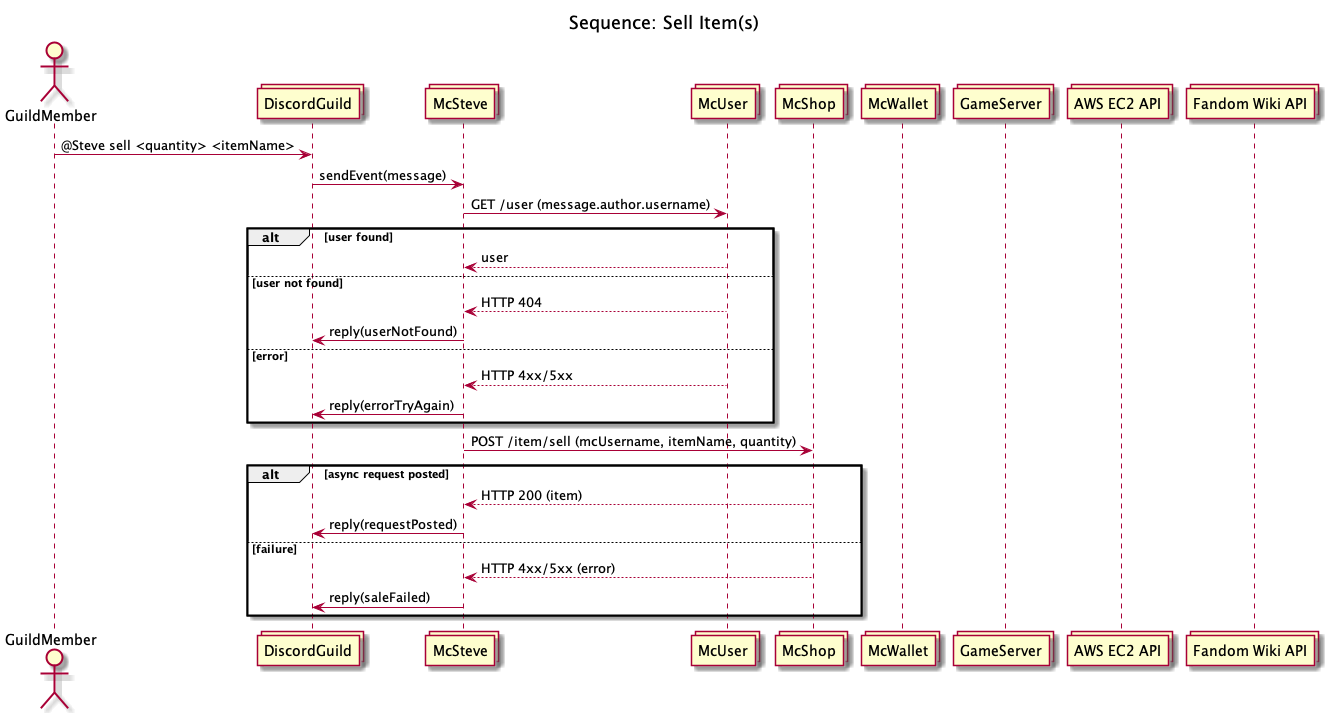 Sequence: Sell Item(s)
GuildMember
DiscordGuild
McSteve
McUser
McShop
McWallet
GameServer
AWS EC2 API
Fandom Wiki API
@Steve sell <quantity> <itemName>
sendEvent(message)
GET /user (message.author.username)
alt
[user found]
user
[user not found]
HTTP 404
reply(userNotFound)
[error]
HTTP 4xx/5xx
reply(errorTryAgain)
POST /item/sell (mcUsername, itemName, quantity)
alt
[async request posted]
HTTP 200 (item)
reply(requestPosted)
[failure]
HTTP 4xx/5xx (error)
reply(saleFailed)
GuildMember
DiscordGuild
McSteve
McUser
McShop
McWallet
GameServer
AWS EC2 API
Fandom Wiki API